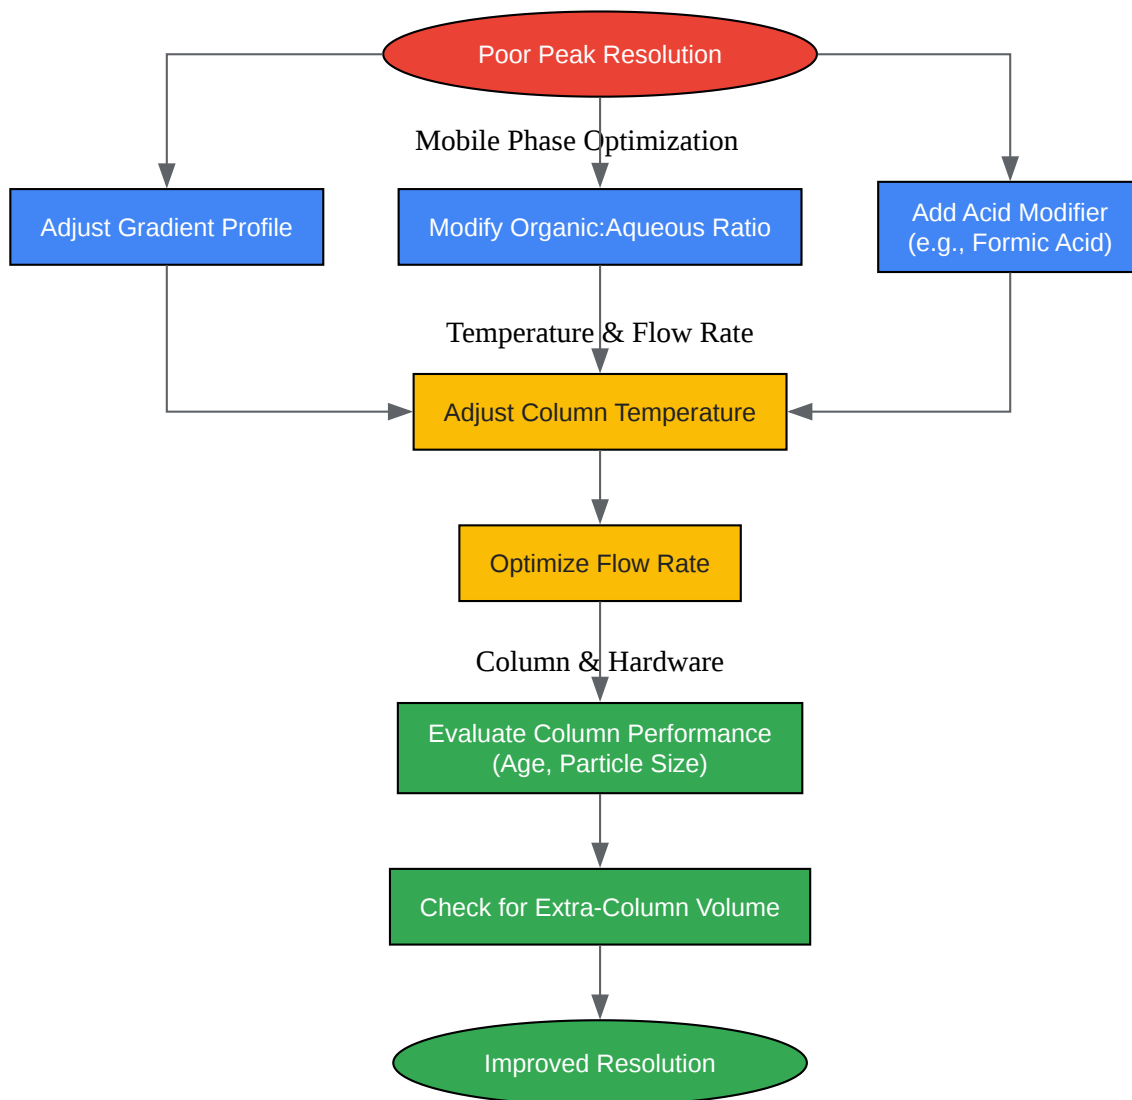 Poor Peak Resolution
Mobile Phase Optimization
Adjust Gradient Profile
Modify Organic:Aqueous Ratio
Add Acid Modifier
(e.g., Formic Acid)
Temperature & Flow Rate
Adjust Column Temperature
Optimize Flow Rate
Column & Hardware
Evaluate Column Performance
(Age, Particle Size)
Check for Extra-Column Volume
Improved Resolution